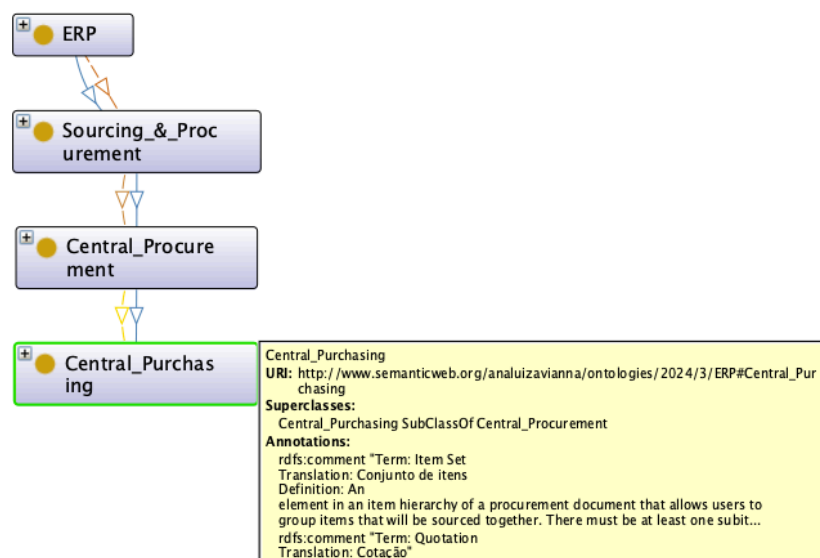 ERP
Sourcing_&_Proc
urement
Central_Procure
ment
Central_Purchas
ing
Central_Purchasing
URI: http://www.semanticweb.org/analuizavianna/ontologies/2024/3/ERP#Central_Pur
chasing
Superclasses:
Central_Purchasing SubClassOf Central_Procurement
Annotations:
rdfs:comment "Term: Item Set
Translation: Conjunto de itens
Definition: An
element in an item hierarchy of a procurement document that allows users to
group items that will be sourced together. There must be at least one subit...
rdfs:comment "Term: Quotation
Translation: Cotação"